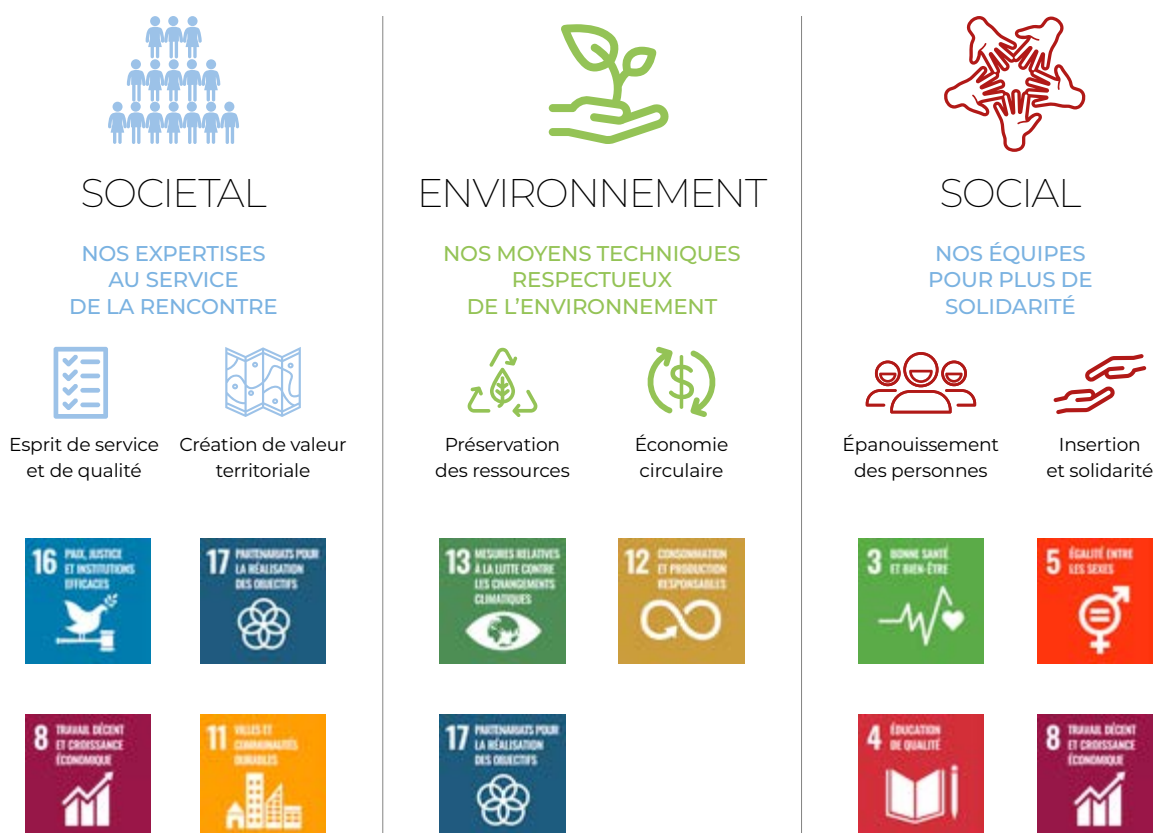 SOCIETAL
NOS EXPERTISES
AU SERVICE
DE LA RENCONTRE
Esprit de service
et de qualité
Création de valeur
territoriale
16 PAIX, JUSTICE
ET INSTITUTIONS
EFFICACES
17 PARTENARIATS POUR
LA RÉALISATION
DES OBJECTIFS
8 TRAVAIL DÉCENT
ET CROISSANCE
ÉCONOMIQUE
11 VILLES ET
COMMUNAUTÉS
DURABLES
ENVIRONNEMENT
NOS MOYENS TECHNIQUES
RESPECTUEUX
DE L’ENVIRONNEMENT
$
Préservation
des ressources
Économie
circulaire
13 MESURES RELATIVES
À LA LUTTE CONTRE
LES CHANGEMENTS
CLIMATIQUES
12 CONSOMMATION
ET PRODUCTION
RESPONSABLES
17 PARTENARIATS POUR
LA RÉALISATION
DES OBJECTIFS
SOCIAL
NOS ÉQUIPES
POUR PLUS DE
SOLIDARITÉ
Épanouissement
des personnes
Insertion
et solidarité
3 BONNE SANTÉ
ET BIEN-ÊTRE
5 ÉGALITÉ ENTRE
LES SEXES
4 ÉDUCATION
DE QUALITÉ
8 TRAVAIL DÉCENT
ET CROISSANCE
ÉCONOMIQUE